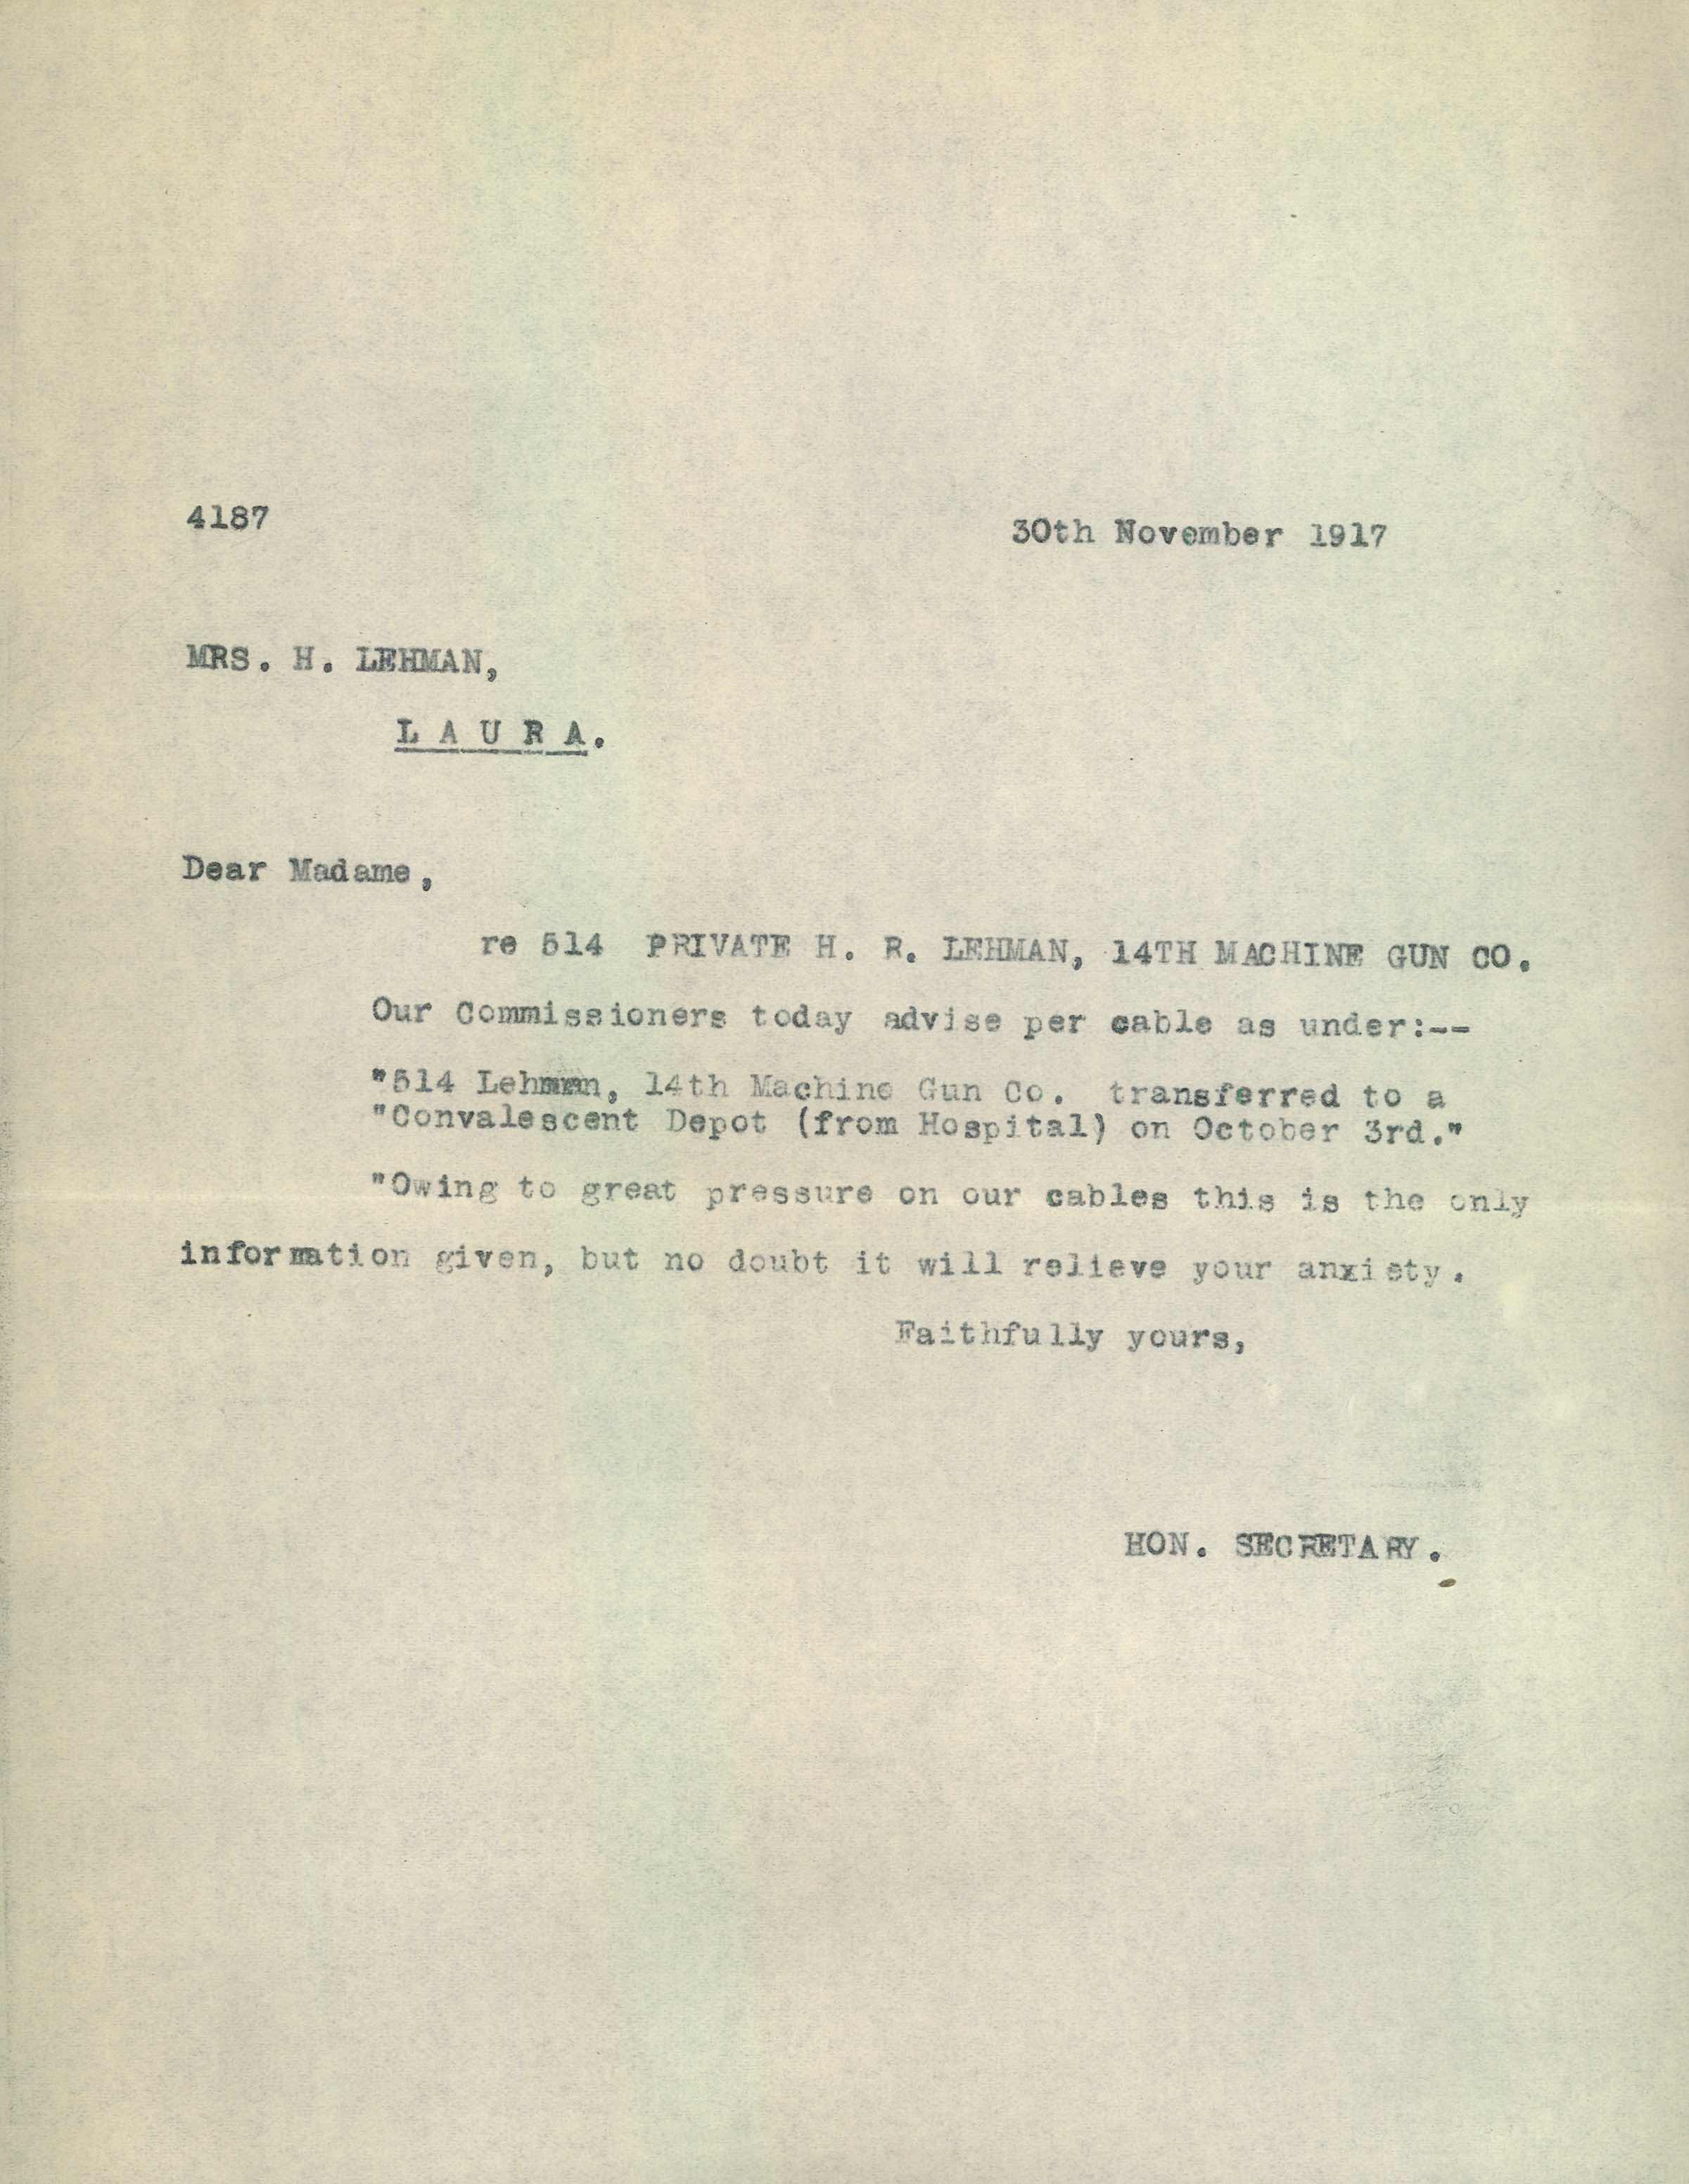 4187
30th November 1917
MRS. H. LEHMAN,
L A U R A.
Dear Madame,
re 514 PRIVATE H. R. LEHMAN, 14TH MACHINE GUN CO.
Our Commissioners today advise per cable as under:--
"514 Lehman, 14th Machine Gun Co. transferred to a
"Convalescent Depot (from Hospital) on October 3rd."
"Owing to great pressure on our cables this is the only
information given, but no doubt it will relieve your anxiety.
Faithfully yours,
HON. SECRETARY.